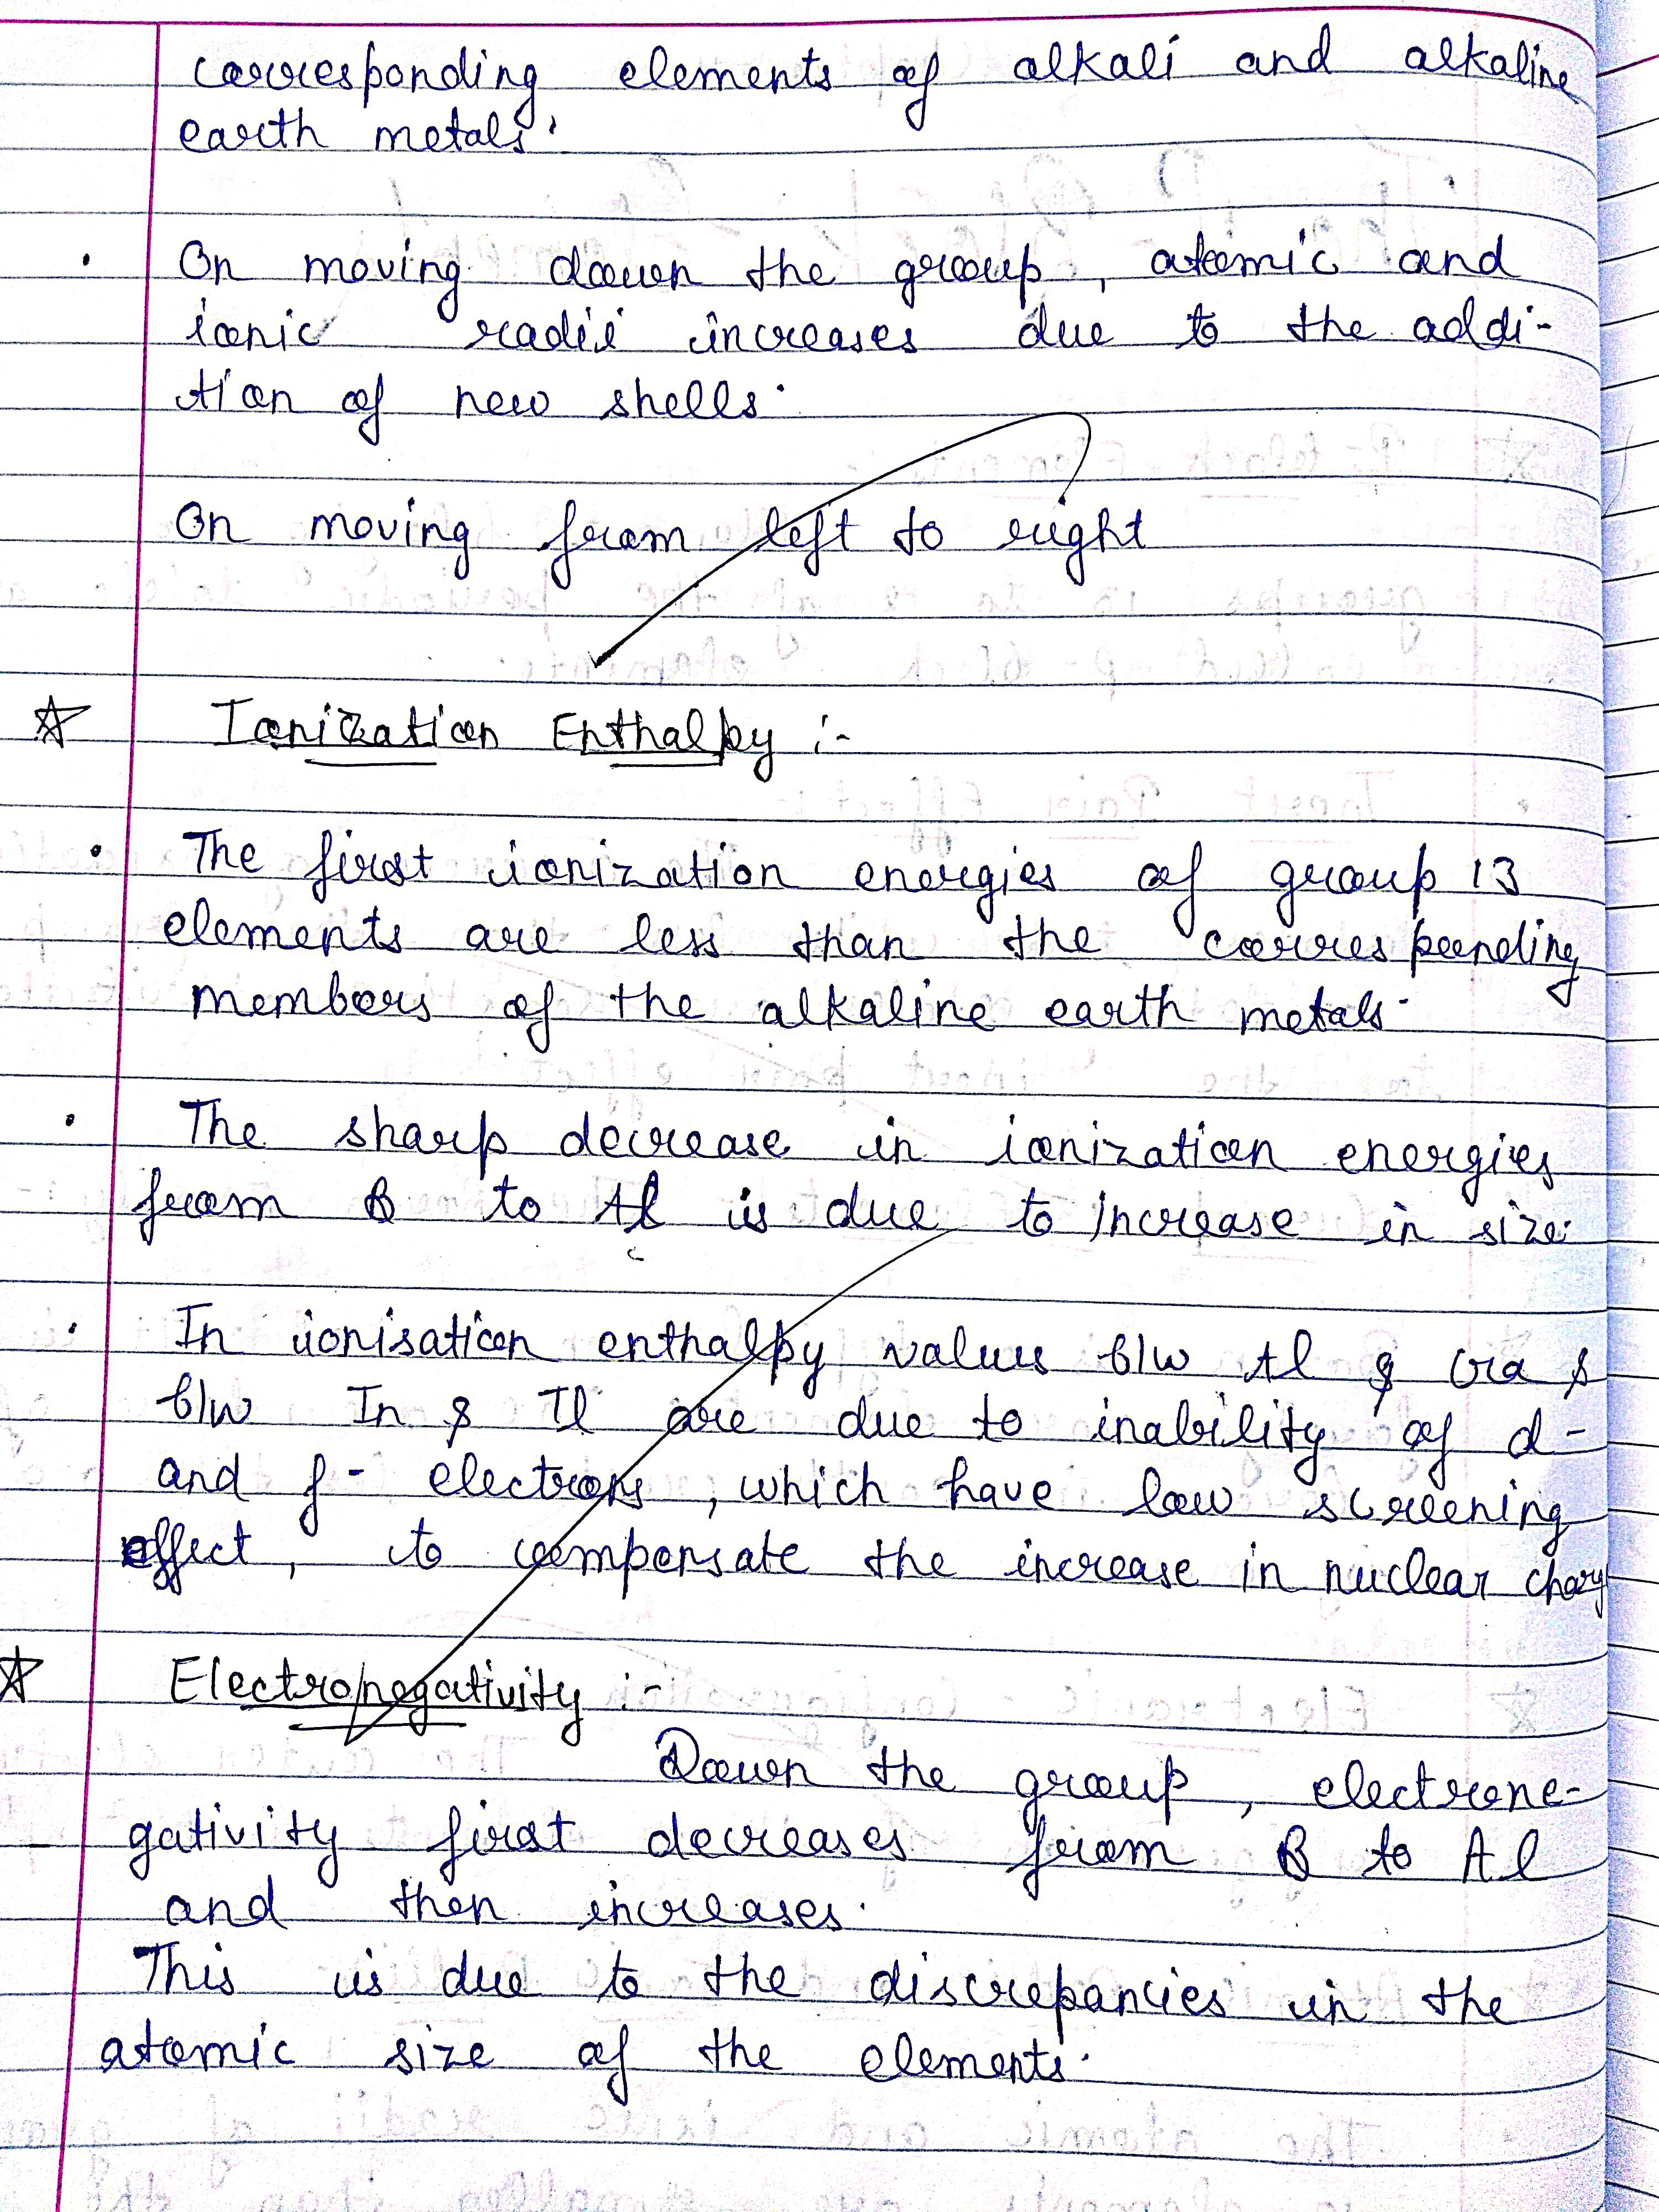 corresponding elements of alkali and alkaline
earth metals.
• On moving down the group, atomic and
ionic radii increases due to the addi-
tion of new shells.
On moving from left to right
☆ Ionization Enthalpy :-
• The first ionization energies of group 13
elements are less than the corresponding
members of the alkaline earth metals.
• The sharp decrease in ionization energies
from B to Al is due to increase in size.
• In ionisation enthalpy values b/w Al & Ga &
b/w In & Tl are due to inability of d-
and f- electrons, which have low screening
effect, to compensate the increase in nuclear
☆ Electronegativity :-
Down the group, electrone-
gativity first decreases from B to Al
and then increases.
This is due to the discrepancies in the
atomic size of the elements.